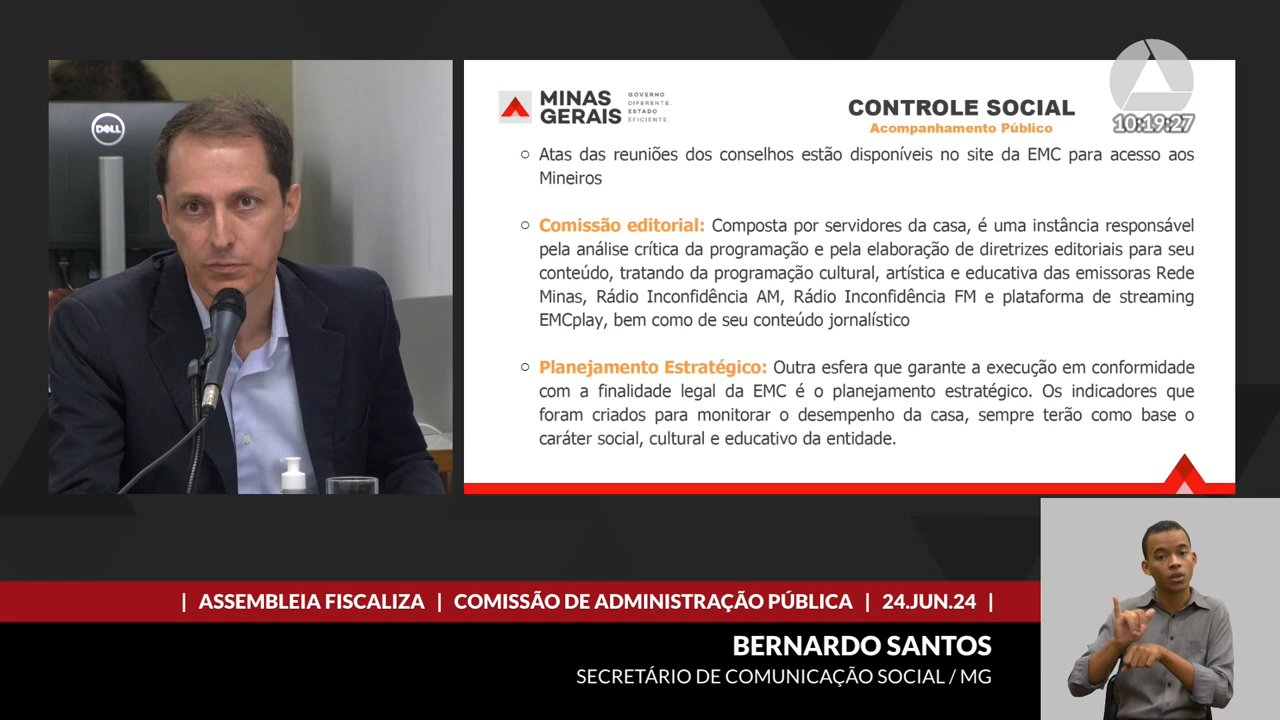 DELL
MINAS
GERAIS
GOVERNO
DIFERENTE.
ESTADO
EFICIENTE.
CONTROLE SOCIAL
Acompanhamento Público
10:19:27
Atas das reuniões dos conselhos estão disponíveis no site da EMC para acesso aos
Mineiros
Comissão editorial: Composta por servidores da casa, é uma instância responsável
pela análise crítica da programação e pela elaboração de diretrizes editoriais para seu
conteúdo, tratando da programação cultural, artística e educativa das emissoras Rede
Minas, Rádio Inconfidência AM, Rádio Inconfidência FM e plataforma de streaming
EMCplay, bem como de seu conteúdo jornalístico
Planejamento Estratégico: Outra esfera que garante a execução em conformidade
com a finalidade legal da EMC é o planejamento estratégico. Os indicadores que
foram criados para monitorar o desempenho da casa, sempre terão como base o
caráter social, cultural e educativo da entidade.
| ASSEMBLEIA FISCALIZA | COMISSÃO DE ADMINISTRAÇÃO PÚBLICA | 24.JUN.24 |
BERNARDO SANTOS
SECRETÁRIO DE COMUNICAÇÃO SOCIAL / MG